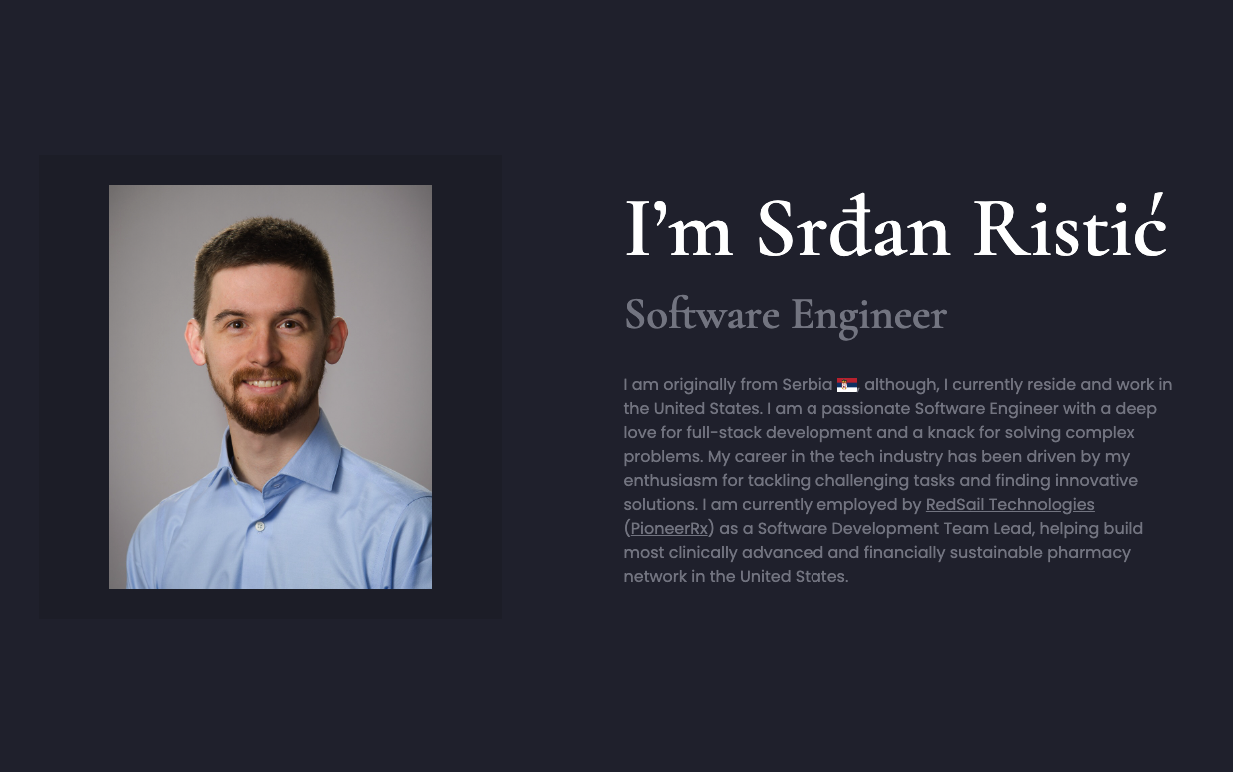 I’m Srđan Ristić
Software Engineer
I am originally from Serbia 🇷🇸, although, I currently reside and work in
the United States. I am a passionate Software Engineer with a deep
love for full-stack development and a knack for solving complex
problems. My career in the tech industry has been driven by my
enthusiasm for tackling challenging tasks and finding innovative
solutions. I am currently employed by RedSail Technologies
(PioneerRx) as a Software Development Team Lead, helping build
most clinically advanced and financially sustainable pharmacy
network in the United States.